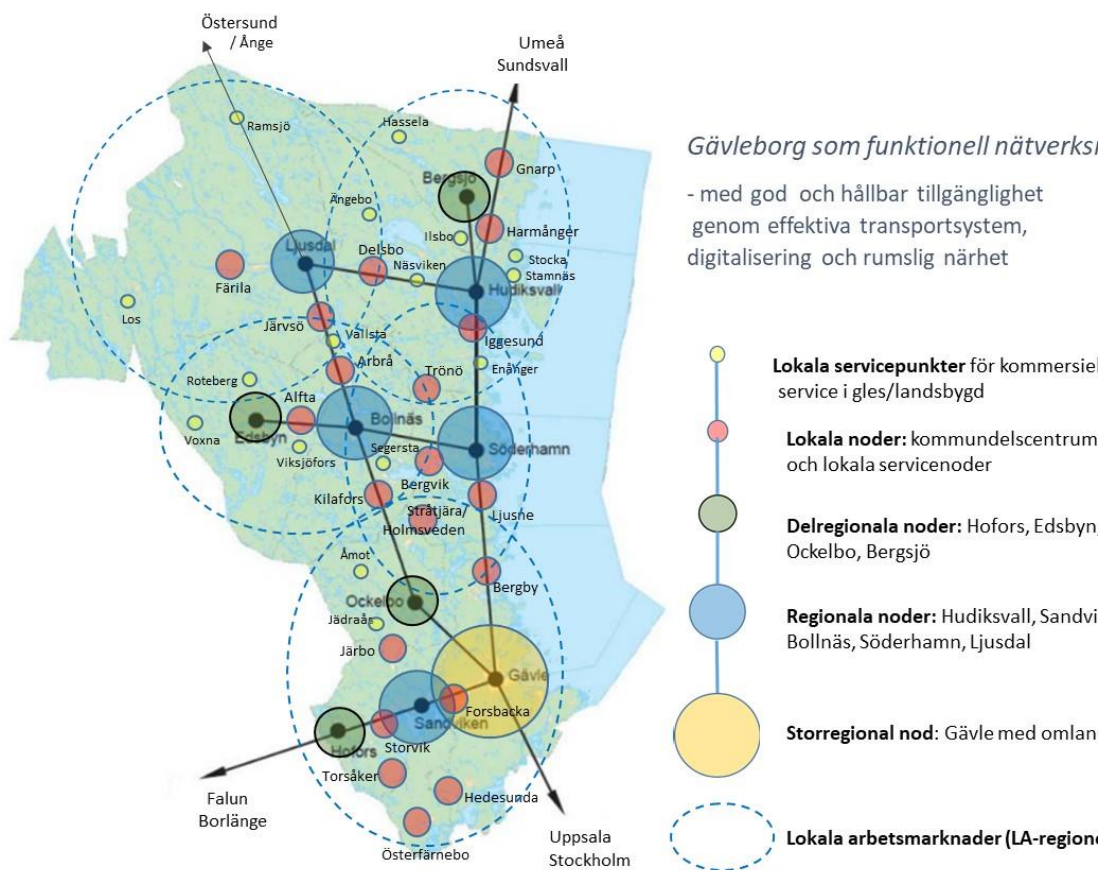 Östersund
/ Ånge
Umeå
Sundsvall
Ramsjö
Hassela
Gnarp
Bergsjö
Ängebo
Harmånger
Ilsbo
Ljusdal
Delsbo
Stocka
Näsviken
Stamnäs
Färila
Hudiksvall
Los
Järvsö
Iggesund
Vallsta
Enånger
Arbrå
Trönö
Roteberg
Alfta
Bollnäs
Edsbyn
Voxna
Segersta
Söderhamn
Viksjöfors
Bergvik
Kilafors
Ljusne
Stråtjära/
Holmsveden
Åmot
Bergby
Ockelbo
Jädraås
Järbo
Gävle
Forsbacka
Sandviken
Storvik
Hofors
Torsåker
Hedesunda
Falun
Borlänge
Österfärnebo
Uppsala
Stockholm
Gävleborg som funktionell nätverksr
- med god och hållbar tillgänglighet
genom effektiva transportsystem,
digitalisering och rumslig närhet
Lokala servicepunkter för kommersiel
service i gles/landsbygd
Lokala noder: kommundelscentrum
och lokala servicenoder
Delregionala noder: Hofors, Edsbyn,
Ockelbo, Bergsjö
Regionala noder: Hudiksvall, Sandvi
Bollnäs, Söderhamn, Ljusdal
Storregional nod: Gävle med omlan
Lokala arbetsmarknader (LA-regione